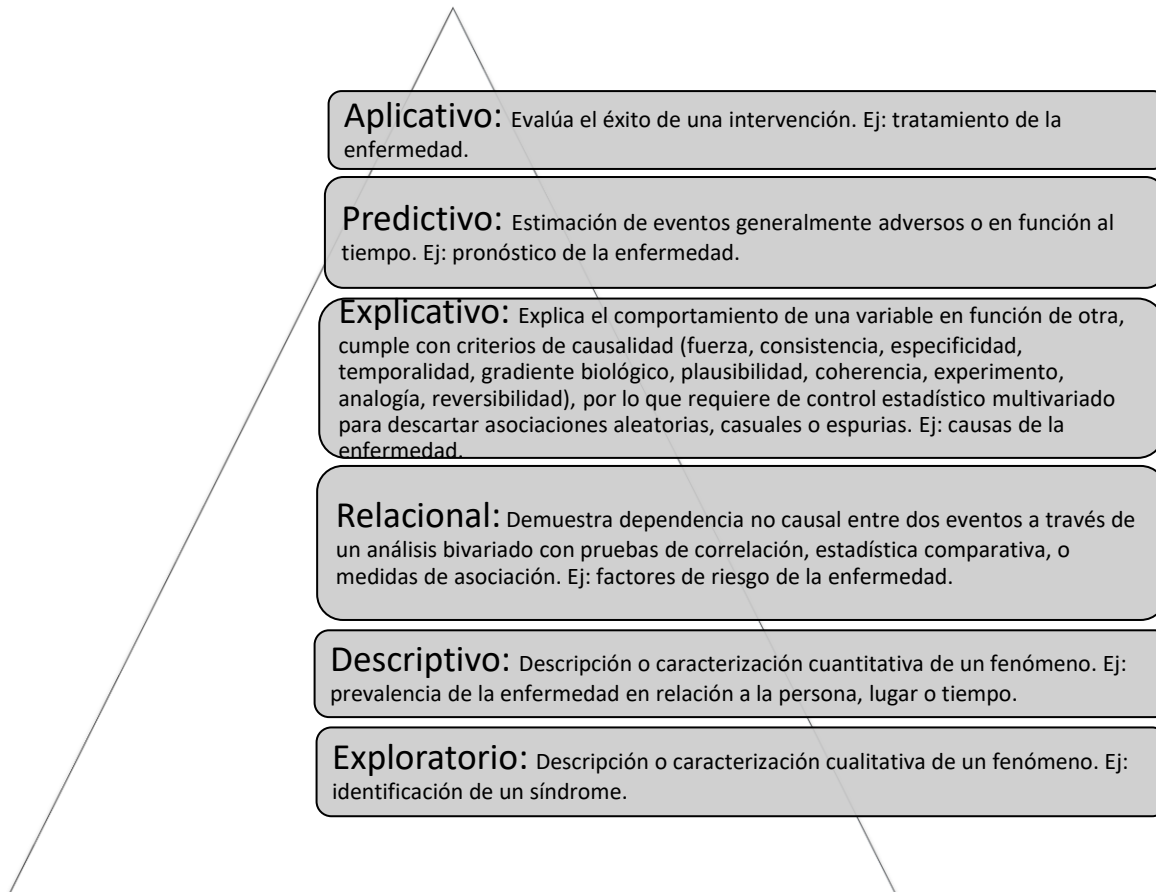 Aplicativo: Evalúa el éxito de una intervención. Ej: tratamiento de la
enfermedad.
Predictivo: Estimación de eventos generalmente adversos o en función al
tiempo. Ej: pronóstico de la enfermedad.
Explicativo: Explica el comportamiento de una variable en función de otra,
cumple con criterios de causalidad (fuerza, consistencia, especificidad,
temporalidad, gradiente biológico, plausibilidad, coherencia, experimento,
analogía, reversibilidad), por lo que requiere de control estadístico multivariado
para descartar asociaciones aleatorias, casuales o espurias. Ej: causas de la
enfermedad.
Relacional: Demuestra dependencia no causal entre dos eventos a través de
un análisis bivariado con pruebas de correlación, estadística comparativa, o
medidas de asociación. Ej: factores de riesgo de la enfermedad.
Descriptivo: Descripción o caracterización cuantitativa de un fenómeno. Ej:
prevalencia de la enfermedad en relación a la persona, lugar o tiempo.
Exploratorio: Descripción o caracterización cualitativa de un fenómeno. Ej:
identificación de un síndrome.